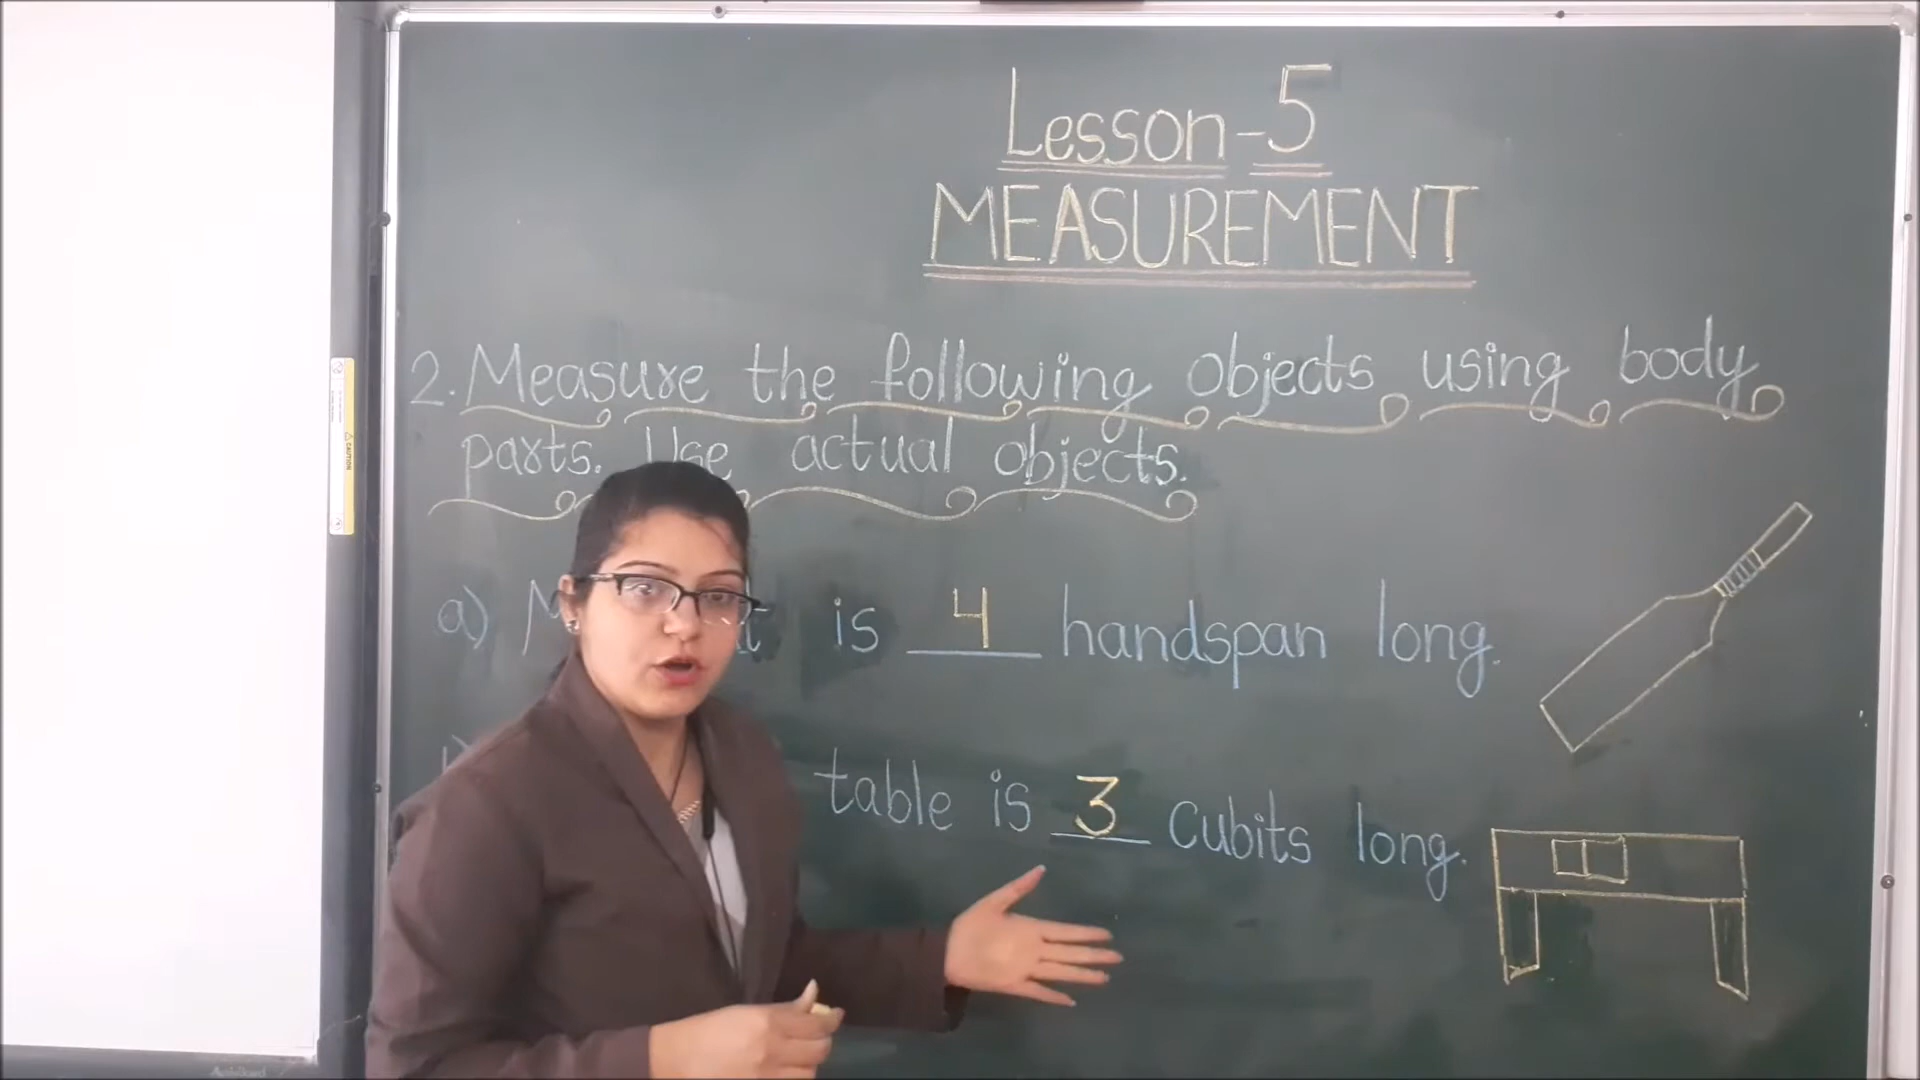 Lesson-5
MEASUREMENT
2. Measure the following objects using body
parts. Use actual objects.
a) is 4 handspan long.
table is 3 cubits long.
CAUTION